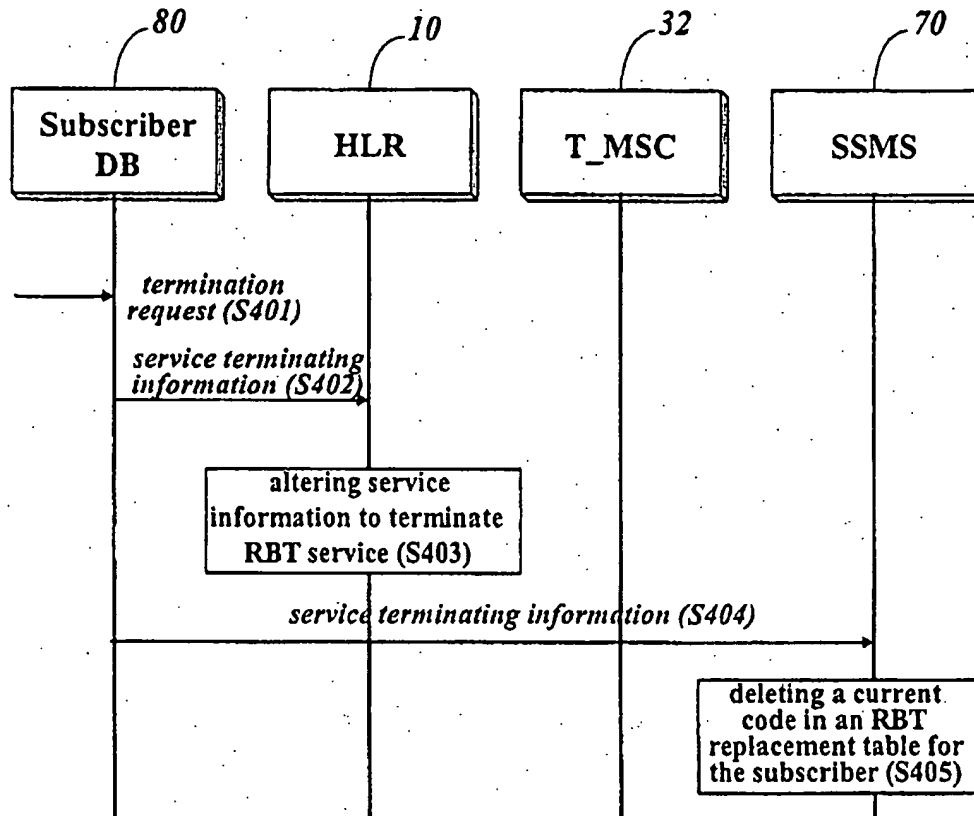 80
10
32
70
Subscriber
DB
HLR
T_MSC
SSMS
termination
request (S401)
service terminating
information (S402)
altering service
information to terminate
RBT service (S403)
service terminating information (S404)
deleting a current
code in an RBT
replacement table for
the subscriber (S405)